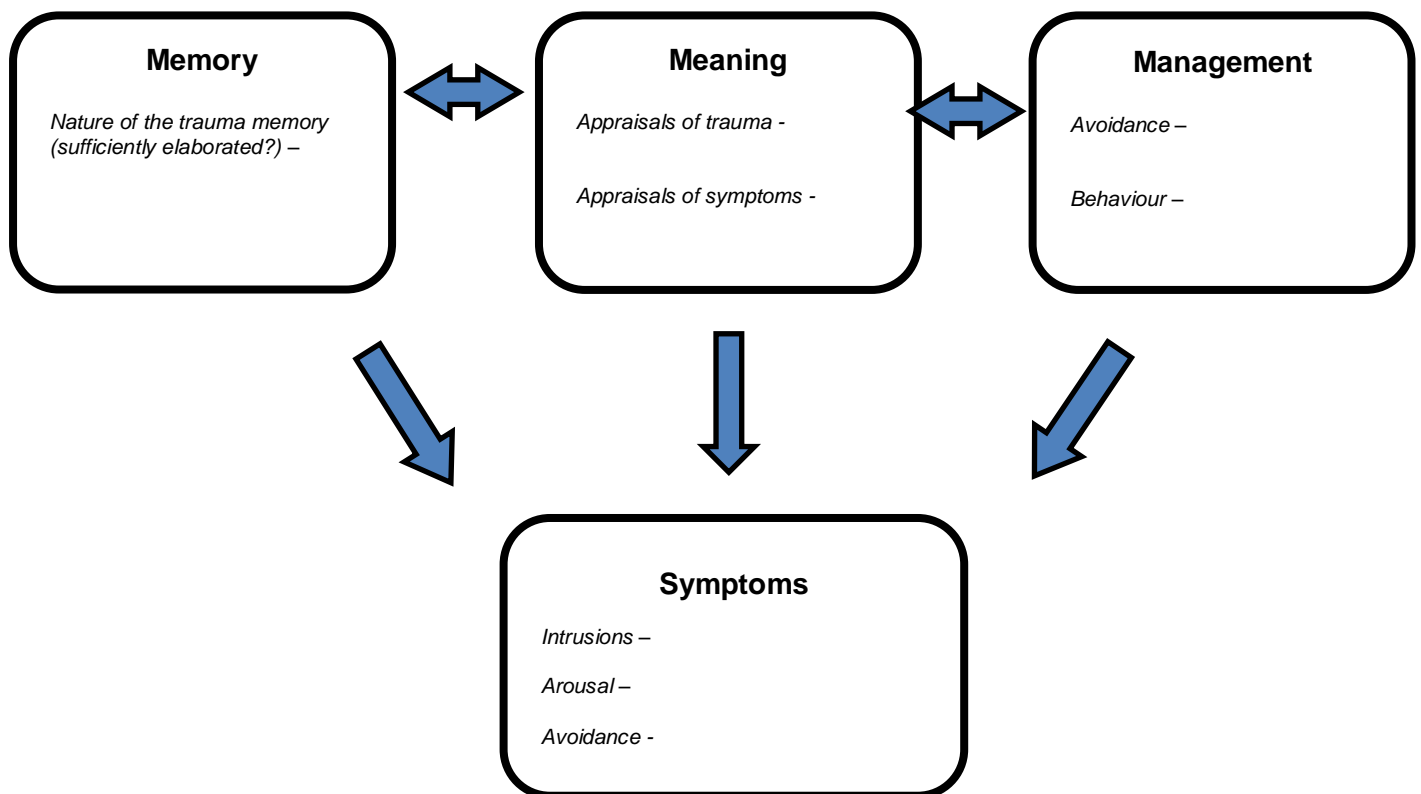 Memory
Nature of the trauma memory
(sufficiently elaborated?) –
Meaning
Appraisals of trauma -
Appraisals of symptoms -
Management
Avoidance –
Behaviour –
Symptoms
Intrusions –
Arousal –
Avoidance -